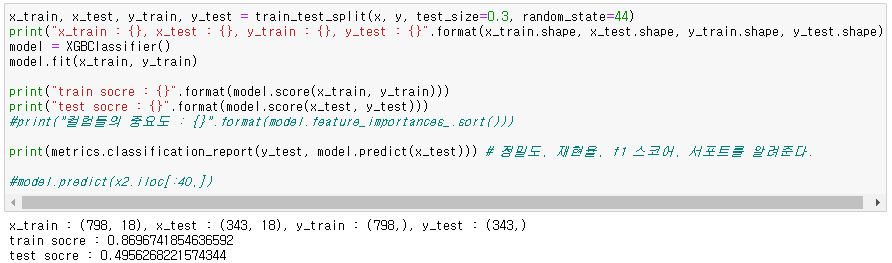 x_train, x_test, y_train, y_test = train_test_split(x, y, test_size=0.3, random_state=44)
print("x_train : {}, x_test : {}, y_train : {}, y_test : {}".format(x_train.shape, x_test.shape, y_train.shape, y_test.shape)
model = XGBClassifier()
model.fit(x_train, y_train)
print("train socre : {}".format(model.score(x_train, y_train)))
print("test socre : {}".format(model.score(x_test, y_test)))
#print("컬럼들의 중요도 : {}".format(model.feature_importances_.sort()))
print(metrics.classification_report(y_test, model.predict(x_test))) # 정밀도, 재현율, f1 스코어, 서포트를 알려준다.
#model.predict(x2.iloc[:40,])
x_train : (798, 18), x_test : (343, 18), y_train : (798,), y_test : (343,)
train socre : 0.8696741854636592
test socre : 0.4956268221574344